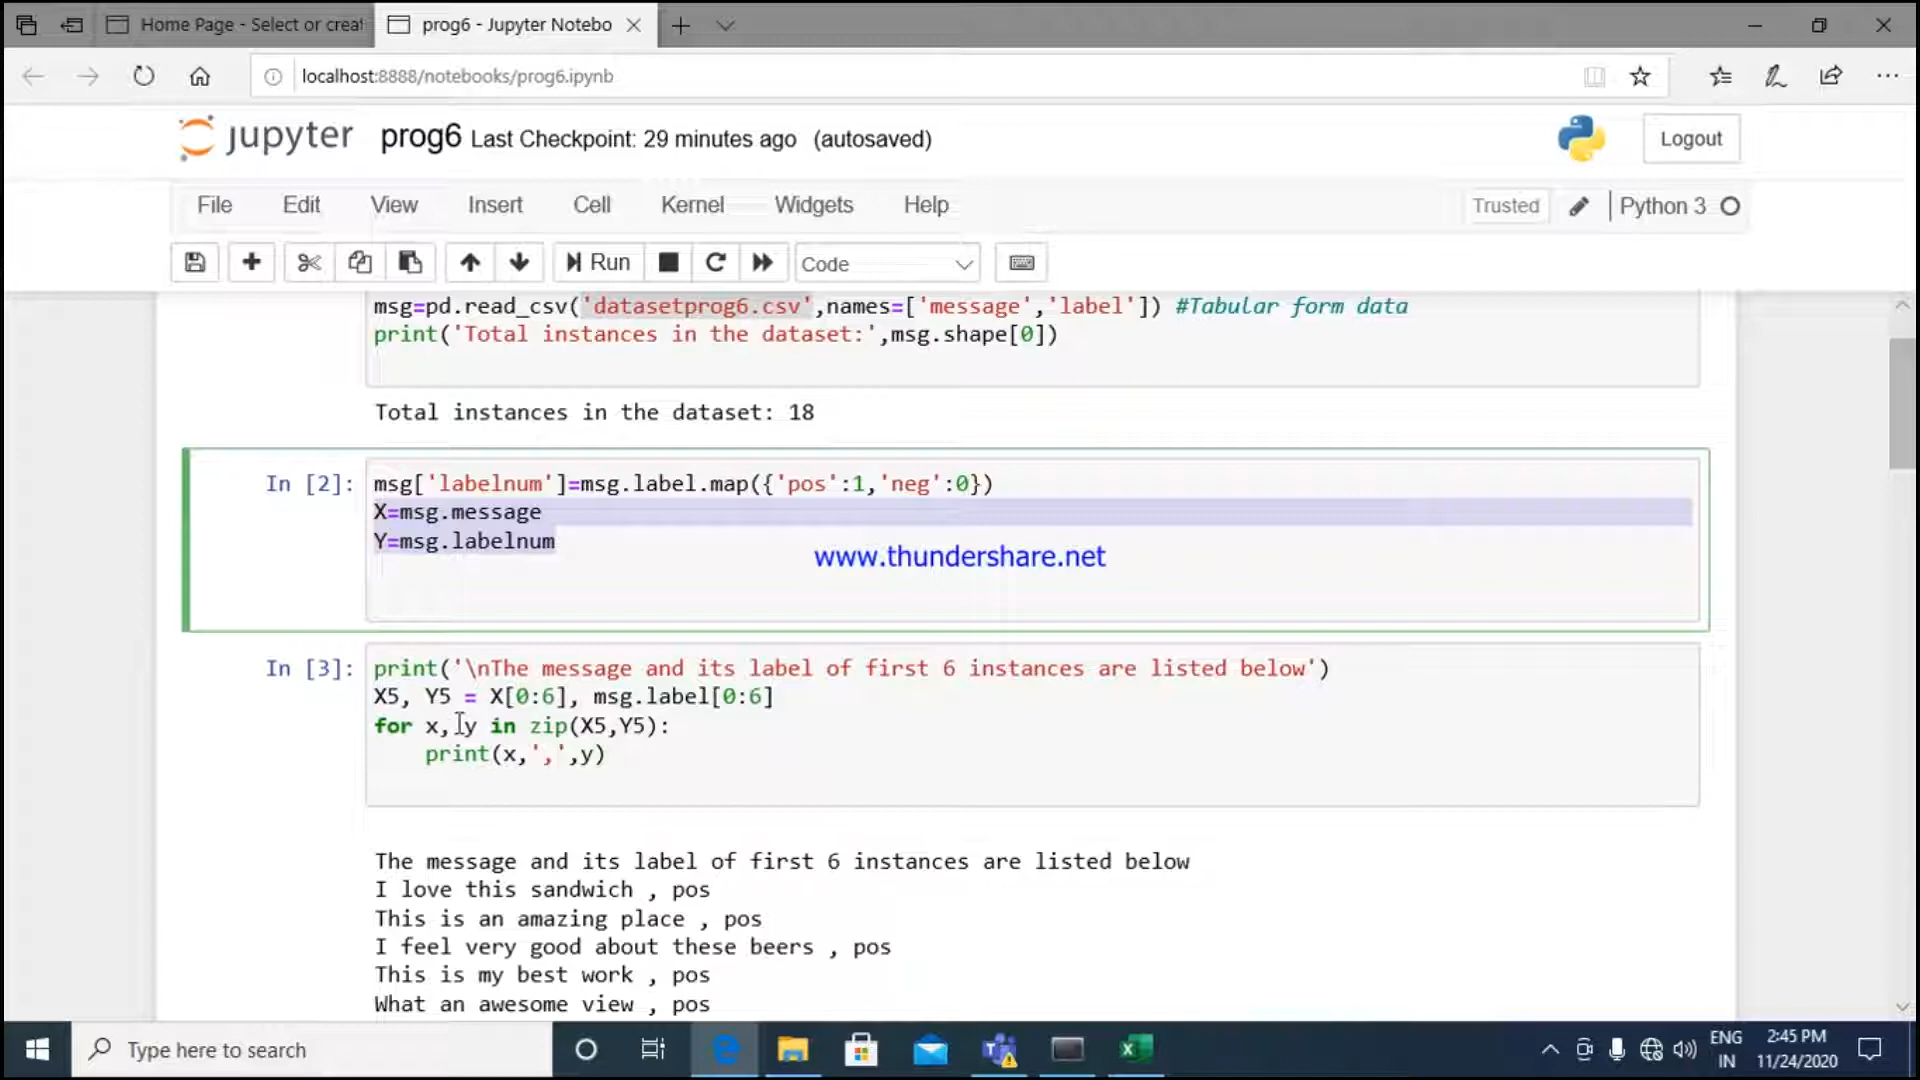 Home Page - Select or creat
prog6 - Jupyter Notebo
localhost:8888/notebooks/prog6.ipynb
jupyter prog6 Last Checkpoint: 29 minutes ago (autosaved)
Logout
File Edit View Insert Cell Kernel Widgets Help
Trusted
Python 3
Run
Code
msg=pd.read_csv('datasetprog6.csv',names=['message','label']) #Tabular form data
print('Total instances in the dataset:',msg.shape[0])
Total instances in the dataset: 18
In [2]: msg['labelnum']=msg.label.map({'pos':1,'neg':0})
X=msg.message
Y=msg.labelnum
www.thundershare.net
In [3]: print('\nThe message and its label of first 6 instances are listed below')
X5, Y5 = X[0:6], msg.label[0:6]
for x, y in zip(X5,Y5):
print(x,',',y)
The message and its label of first 6 instances are listed below
I love this sandwich , pos
This is an amazing place , pos
I feel very good about these beers , pos
This is my best work , pos
What an awesome view , pos
Type here to search
ENG
IN
2:45 PM
11/24/2020